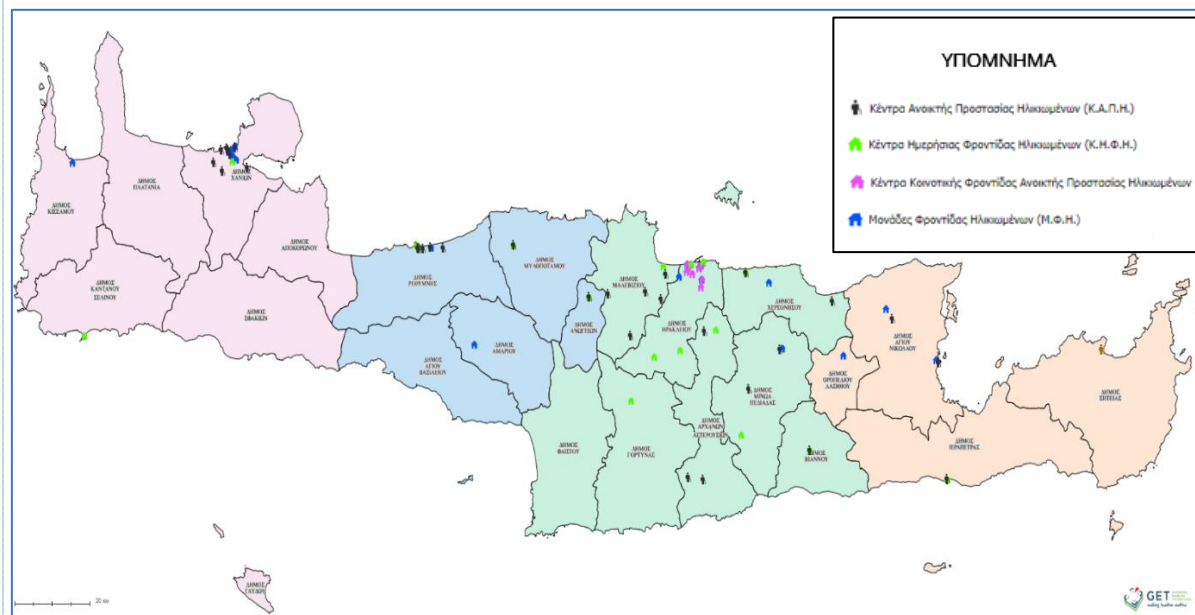 ΥΠΟΜΝΗΜΑ
Κέντρα Ανοικτής Προστασίας Ηλικιωμένων (Κ.Α.Π.Η.)
Κέντρα Ημερήσιας Φροντίδας Ηλικιωμένων (Κ.Η.Φ.Η.)
Κέντρα Κοινοτικής Φροντίδας Ανοικτής Προστασίας Ηλικιωμένων
Μονάδες Φροντίδας Ηλικιωμένων (Μ.Φ.Η.)
ΔΗΜΟΣ
ΧΑΝΙΩΝ
ΔΗΜΟΣ
ΠΛΑΤΑΝΙΑ
ΔΗΜΟΣ
ΚΙΣΣΑΜΟΥ
ΔΗΜΟΣ
ΑΠΟΚΟΡΩΝΟΥ
ΔΗΜΟΣ
ΚΑΝΤΑΝΟΥ
ΣΕΛΙΝΟΥ
ΔΗΜΟΣ
ΣΦΑΚΙΩΝ
ΔΗΜΟΣ
ΡΕΘΥΜΝΗΣ
ΔΗΜΟΣ
ΜΥΛΟΠΟΤΑΜΟΥ
ΔΗΜΟΣ
ΑΝΩΓΕΙΩΝ
ΔΗΜΟΣ
ΑΜΑΡΙΟΥ
ΔΗΜΟΣ
ΑΓΙΟΥ
ΒΑΣΙΛΕΙΟΥ
ΔΗΜΟΣ
ΜΑΛΕΒΙΖΙΟΥ
ΔΗΜΟΣ
ΗΡΑΚΛΕΙΟΥ
ΔΗΜΟΣ
ΧΕΡΣΟΝΗΣΟΥ
ΔΗΜΟΣ
ΑΓΙΟΥ
ΝΙΚΟΛΑΟΥ
ΔΗΜΟΣ
ΟΡΟΠΕΔΙΟΥ
ΛΑΣΙΘΙΟΥ
ΔΗΜΟΣ
ΣΗΤΕΙΑΣ
ΔΗΜΟΣ
ΜΙΝΩΑ
ΠΕΔΙΑΔΑΣ
ΔΗΜΟΣ
ΑΡΧΑΝΩΝ
ΑΣΤΕΡΟΥΣΙΩΝ
ΔΗΜΟΣ
ΦΑΙΣΤΟΥ
ΔΗΜΟΣ
ΓΟΡΤΥΝΑΣ
ΔΗΜΟΣ
ΒΙΑΝΝΟΥ
ΔΗΜΟΣ
ΙΕΡΑΠΕΤΡΑΣ
ΔΗΜΟΣ
ΓΑΥΔΟΥ
GET